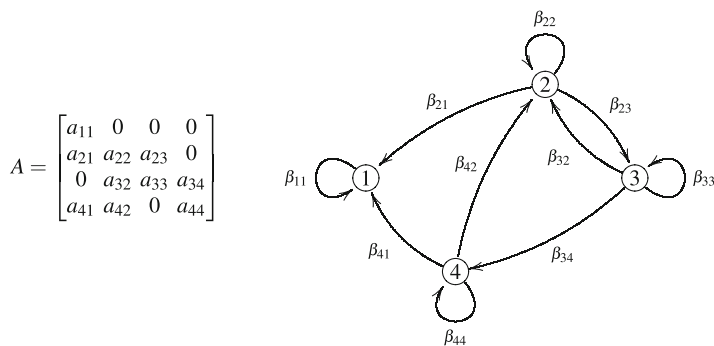 A = [a₁₁ 0 0 0
a₂₁ a₂₂ a₂₃ 0
0 a₃₂ a₃₃ a₃₄
a₄₁ a₄₂ 0 a₄₄]
β₂₂
2
β₂₁
β₂₃
β₄₂
β₃₂
β₁₁
1
3
β₃₃
β₄₁
4
β₃₄
β₄₄